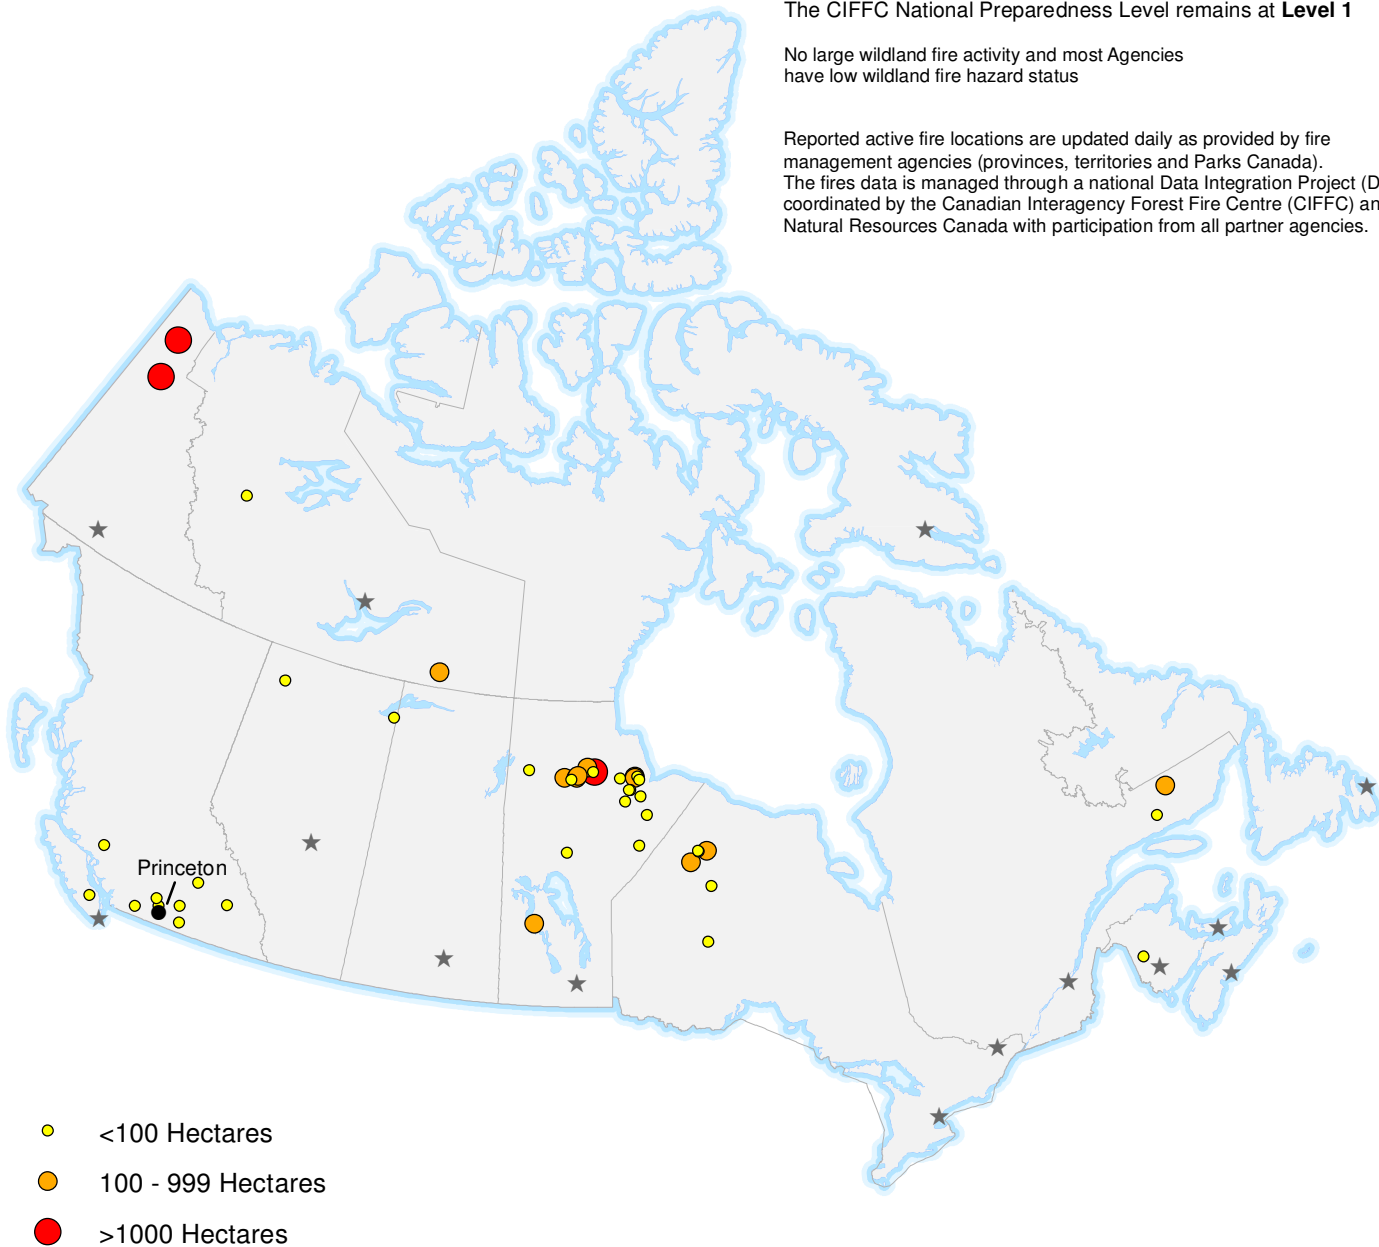 The CIFFC National Preparedness Level remains at Level 1
No large wildland fire activity and most Agencies
have low wildland fire hazard status
Reported active fire locations are updated daily as provided by fire
management agencies (provinces, territories and Parks Canada).
The fires data is managed through a national Data Integration Project (D
coordinated by the Canadian Interagency Forest Fire Centre (CIFFC) an
Natural Resources Canada with participation from all partner agencies.
Princeton
<100 Hectares
100 - 999 Hectares
>1000 Hectares